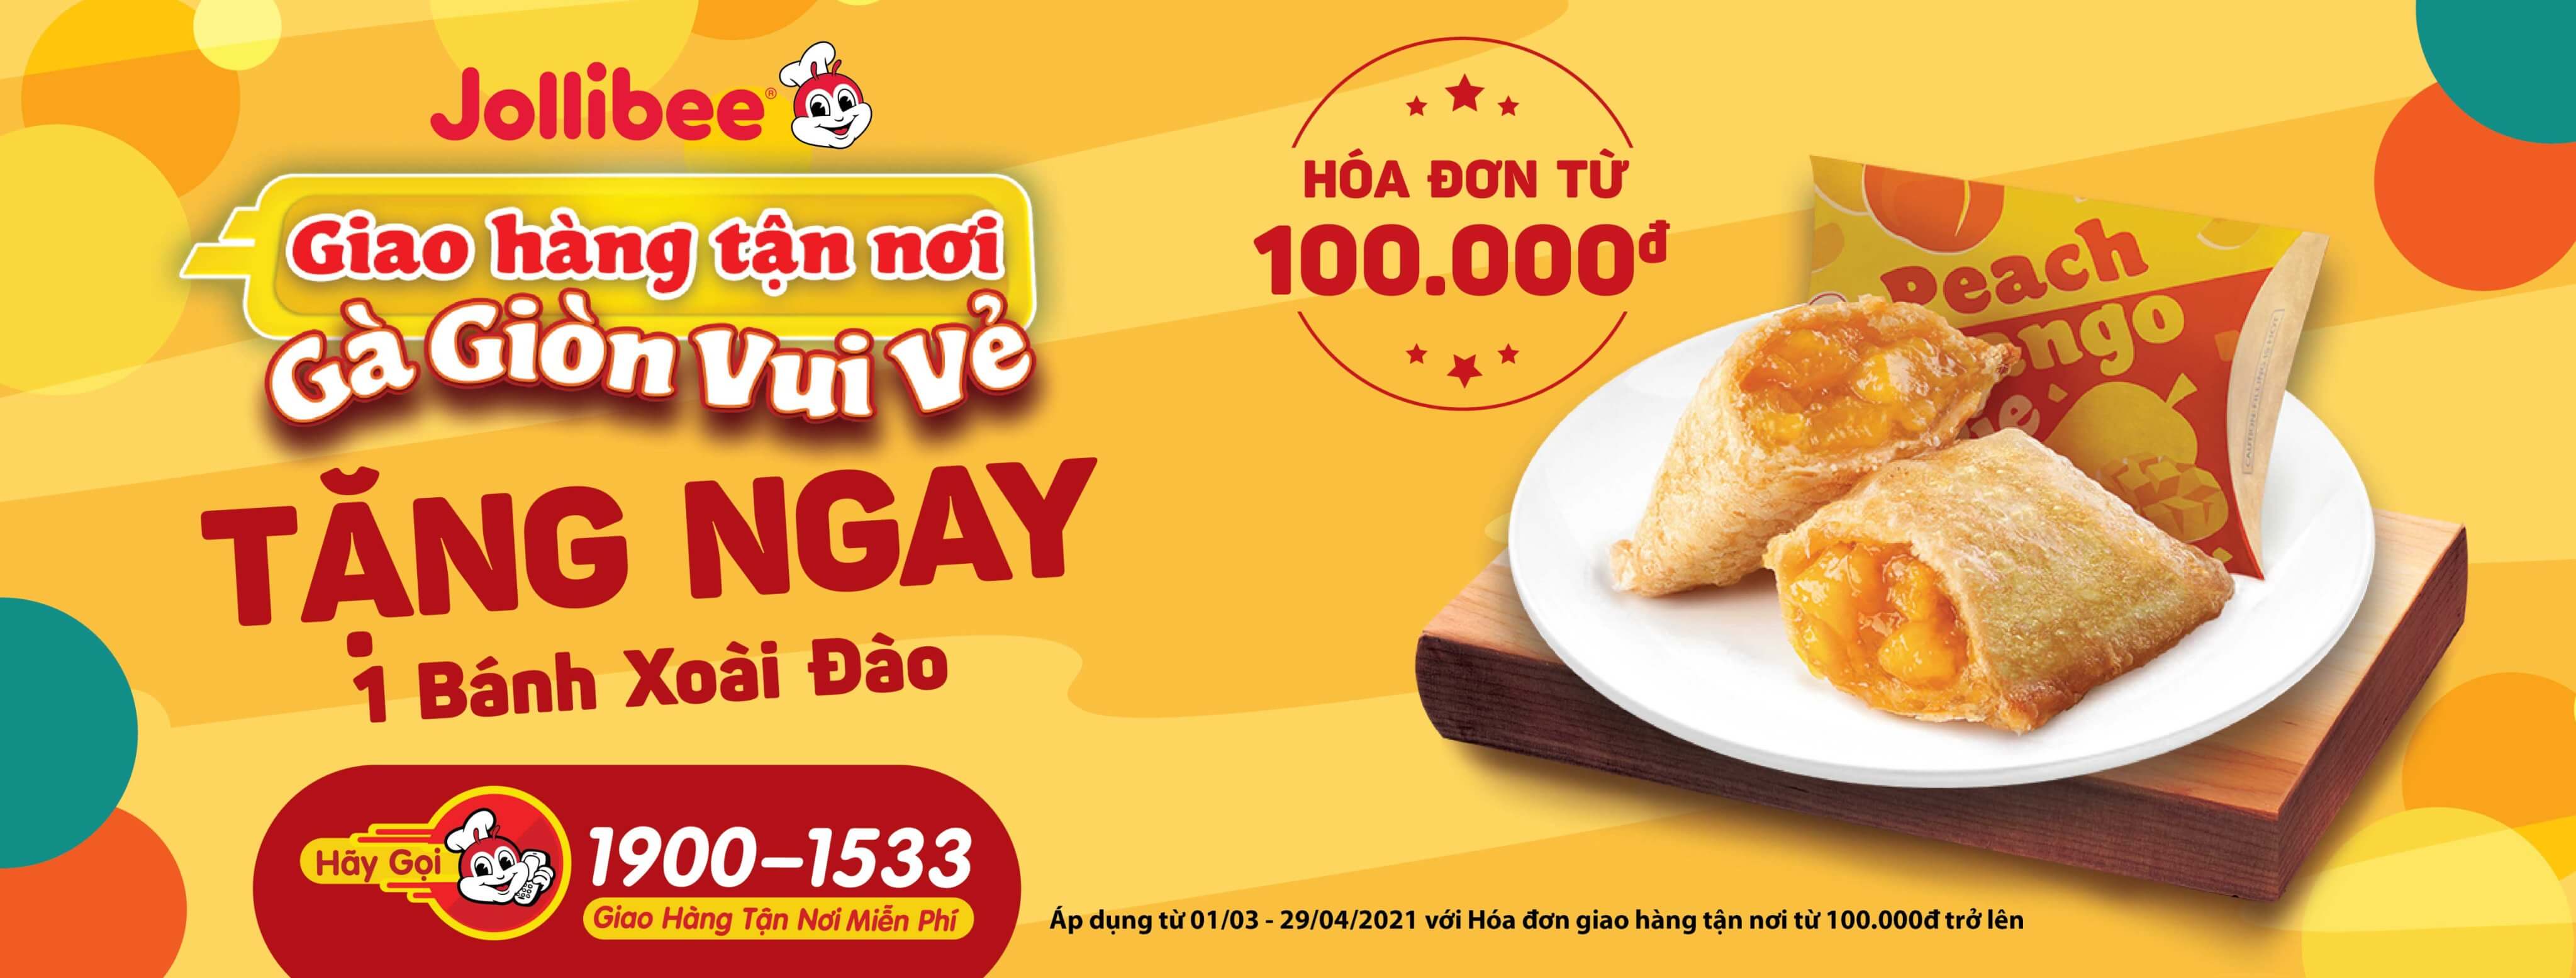 Jollibee®
Giao hàng tận nơi
Gà Giòn Vui Vẻ
TẶNG NGAY
1 Bánh Xoài Đào
Hãy Gọi
1900-1533
Giao Hàng Tận Nơi Miễn Phí
HÓA ĐƠN TỪ
100.000đ
Peach
ngo
ie
Áp dụng từ 01/03 - 29/04/2021 với Hóa đơn giao hàng tận nơi từ 100.000đ trở lên